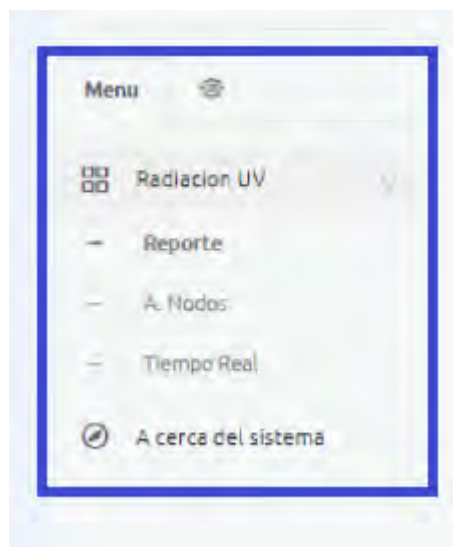 Menu
Radiacion UV
Reporte
A. Nodos
Tiempo Real
A cerca del sistema